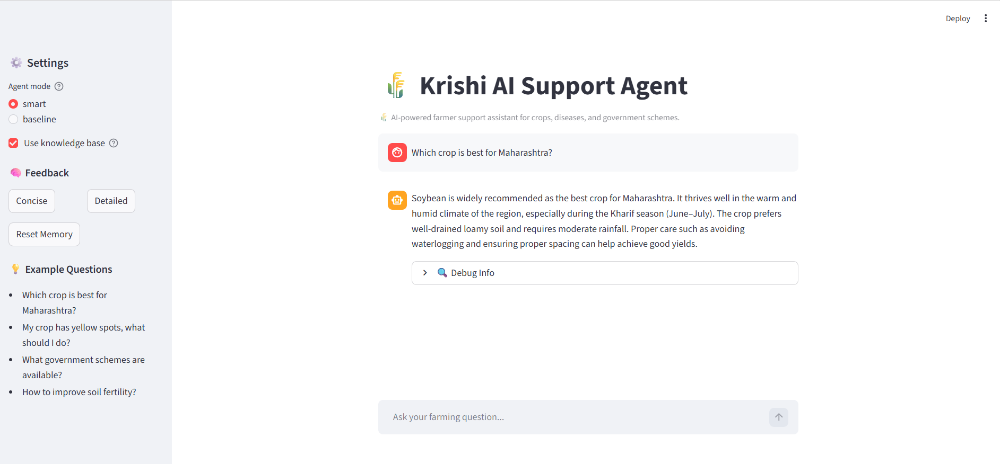 Deploy
Settings
Agent mode
smart
baseline
Use knowledge base
Feedback
Concise
Detailed
Reset Memory
Example Questions
Which crop is best for
Maharashtra?
My crop has yellow spots, what
should I do?
What government schemes are
available?
How to improve soil fertility?
Krishi AI Support Agent
AI-powered farmer support assistant for crops, diseases, and government schemes.
Which crop is best for Maharashtra?
Soybean is widely recommended as the best crop for Maharashtra. It thrives well in the warm and
humid climate of the region, especially during the Kharif season (June–July). The crop prefers
well-drained loamy soil and requires moderate rainfall. Proper care such as avoiding
waterlogging and ensuring proper spacing can help achieve good yields.
Debug Info
Ask your farming question...